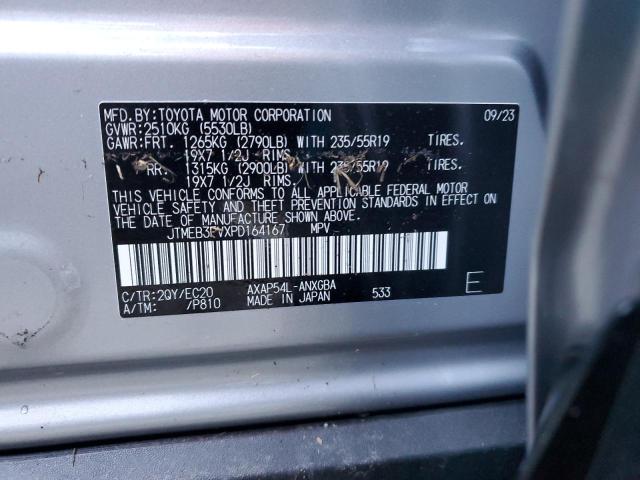 MFD.BY:TOYOTA MOTOR CORPORATION 09/23
GVWR:2510KG (5530LB)
GAWR:FRT. 1265KG (2790LB) WITH 235/55R19 TIRES.
19X7 1/2J RIMS.
RR. 1315KG (2900LB) WITH 235/55R19 TIRES.
19X7 1/2J RIMS.
THIS VEHICLE CONFORMS TO ALL APPLICABLE FEDERAL MOTOR
VEHICLE SAFETY AND THEFT PREVENTION STANDARDS IN EFFECT ON
THE DATE OF MANUFACTURE SHOWN ABOVE.
MPV
C/TR:2QY/EC20 AXAP54L-ANXGBA
A/TM: /P810 MADE IN JAPAN 533 E